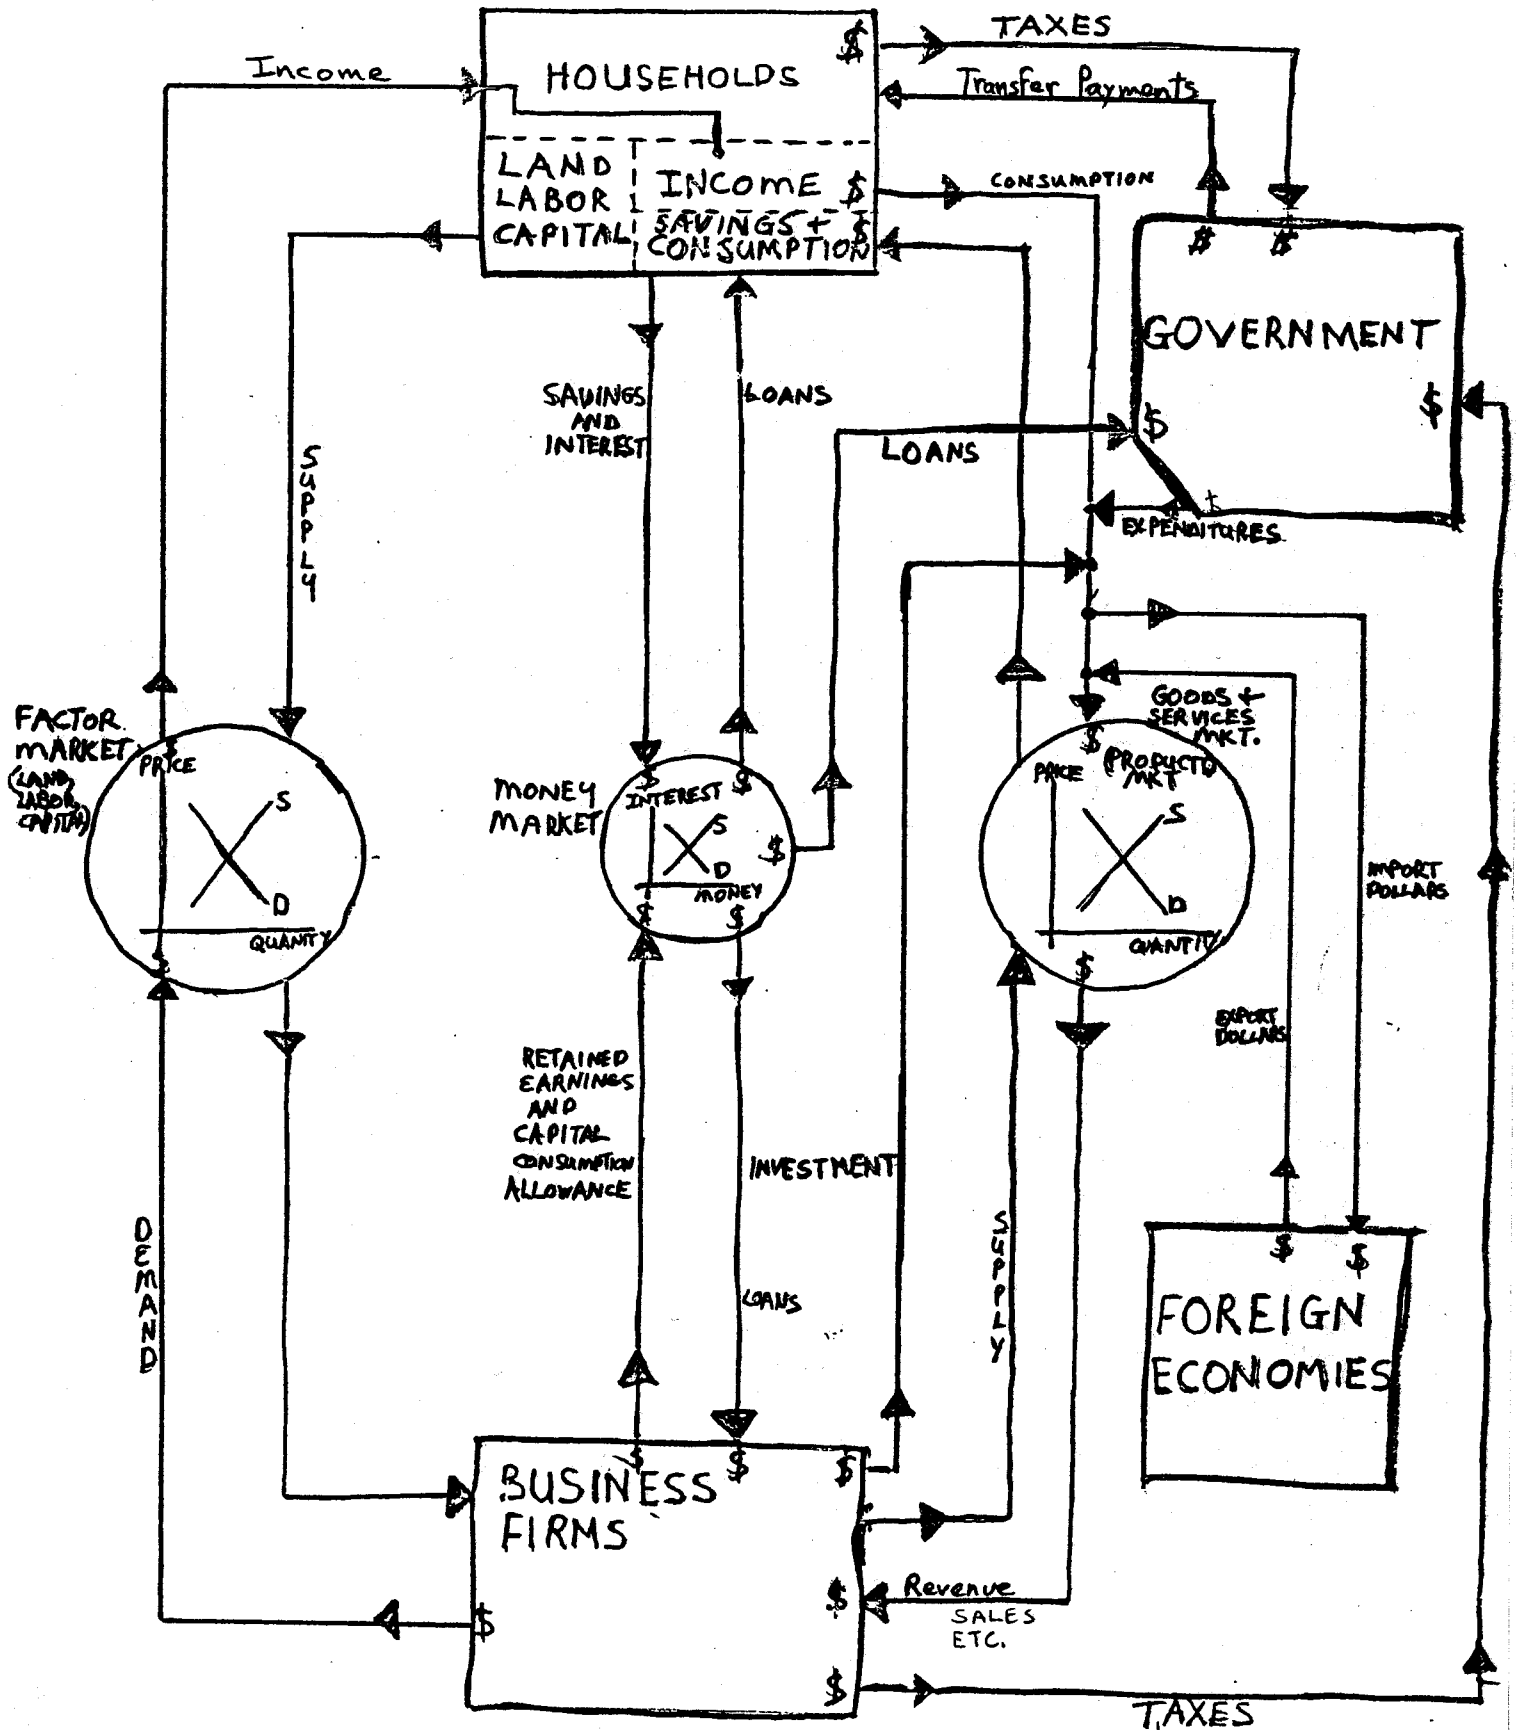 TAXES
$
Income
HOUSEHOLDS
Transfer Payments
LAND
LABOR
CAPITAL
INCOME $
SAVINGS +
CONSUMPTION
$
CONSUMPTION
$ $
GOVERNMENT
$
$
$
SAVINGS
AND
INTEREST
LOANS
LOANS
EXPENDITURES
SUPPLY
FACTOR
MARKET
(LAND,
LABOR,
CAPITAL)
$
PRICE
S
D
QUANTITY
$
MONEY
MARKET
$ $
INTEREST
S
D
$
MONEY
$ $
GOODS +
SERVICES
MKT.
$
(PRODUCT)
MKT
PRICE
S
D
QUANTITY
$
IMPORT
DOLLARS
EXPORT
DOLLARS
RETAINED
EARNINGS
AND
CAPITAL
CONSUMPTION
ALLOWANCE
INVESTMENT
LOANS
DEMAND
SUPPLY
$ $
FOREIGN
ECONOMIES
$ $ $
BUSINESS
FIRMS
$
$
Revenue
SALES
ETC.
$
TAXES